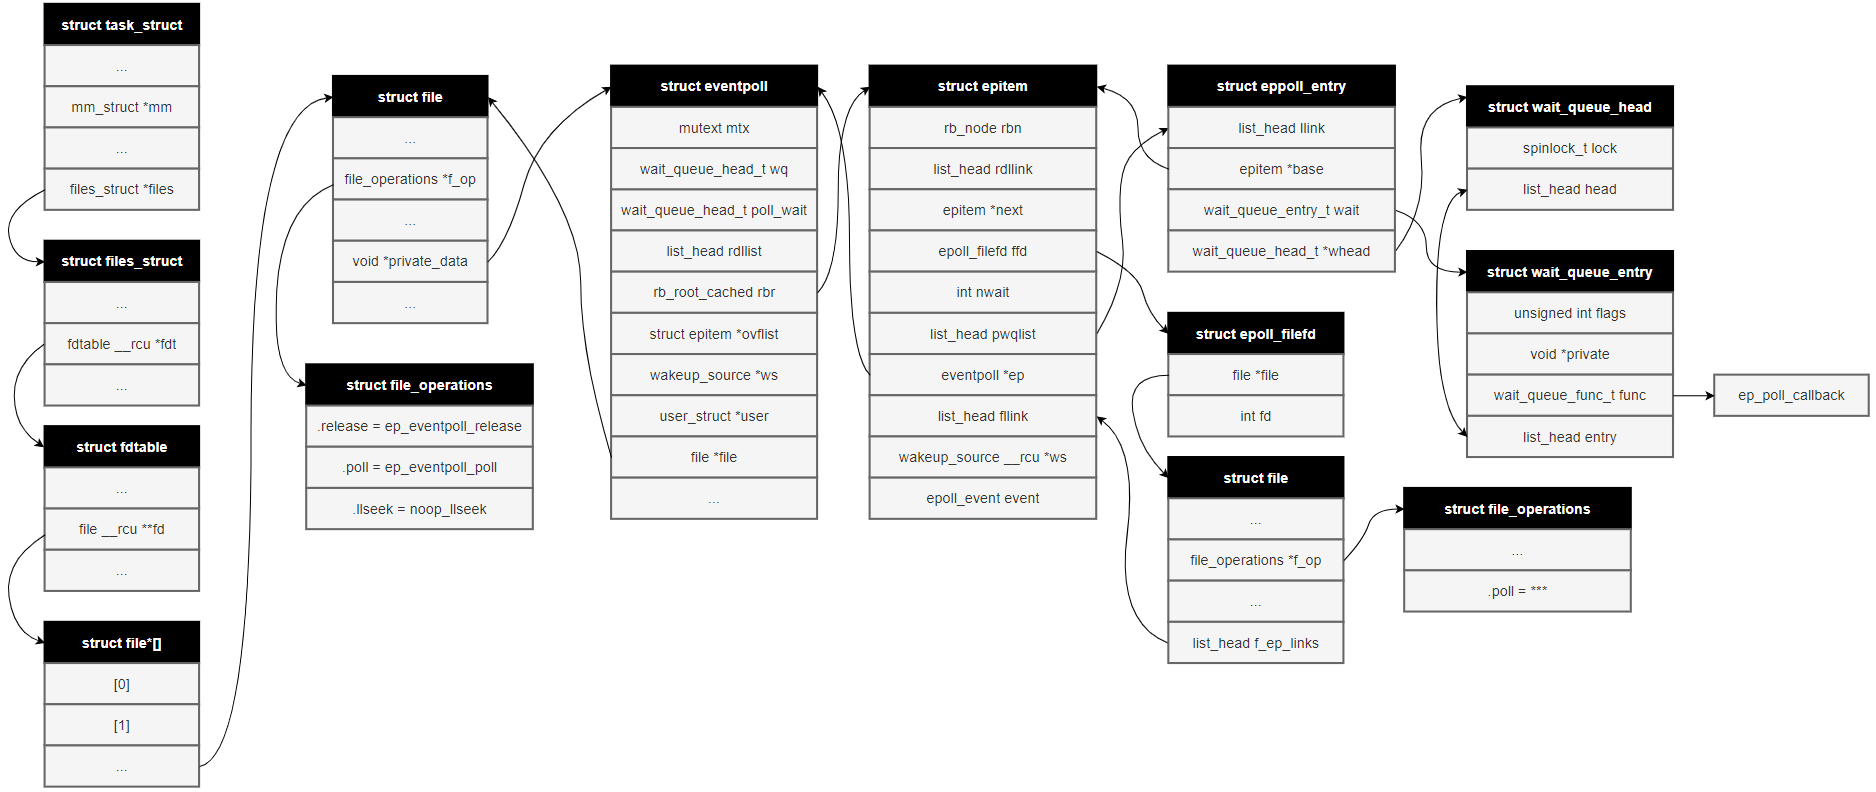 struct task_struct
...
mm_struct *mm
...
files_struct *files
struct files_struct
...
fdtable __rcu *fdt
...
struct fdtable
...
file __rcu **fd
...
struct file*[]
[0]
[1]
...
struct file
...
file_operations *f_op
...
void *private_data
...
struct file_operations
.release = ep_eventpoll_release
.poll = ep_eventpoll_poll
.llseek = noop_llseek
struct eventpoll
mutext mtx
wait_queue_head_t wq
wait_queue_head_t poll_wait
list_head rdllist
rb_root_cached rbr
struct epitem *ovflist
wakeup_source *ws
user_struct *user
file *file
...
struct epitem
rb_node rbn
list_head rdllink
epitem *next
epoll_filefd ffd
int nwait
list_head pwqlist
eventpoll *ep
list_head fllink
wakeup_source __rcu *ws
epoll_event event
struct eppoll_entry
list_head llink
epitem *base
wait_queue_entry_t wait
wait_queue_head_t *whead
struct epoll_filefd
file *file
int fd
struct file
...
file_operations *f_op
...
list_head f_ep_links
struct wait_queue_head
spinlock_t lock
list_head head
struct wait_queue_entry
unsigned int flags
void *private
wait_queue_func_t func
list_head entry
struct file_operations
...
.poll = ***
ep_poll_callback